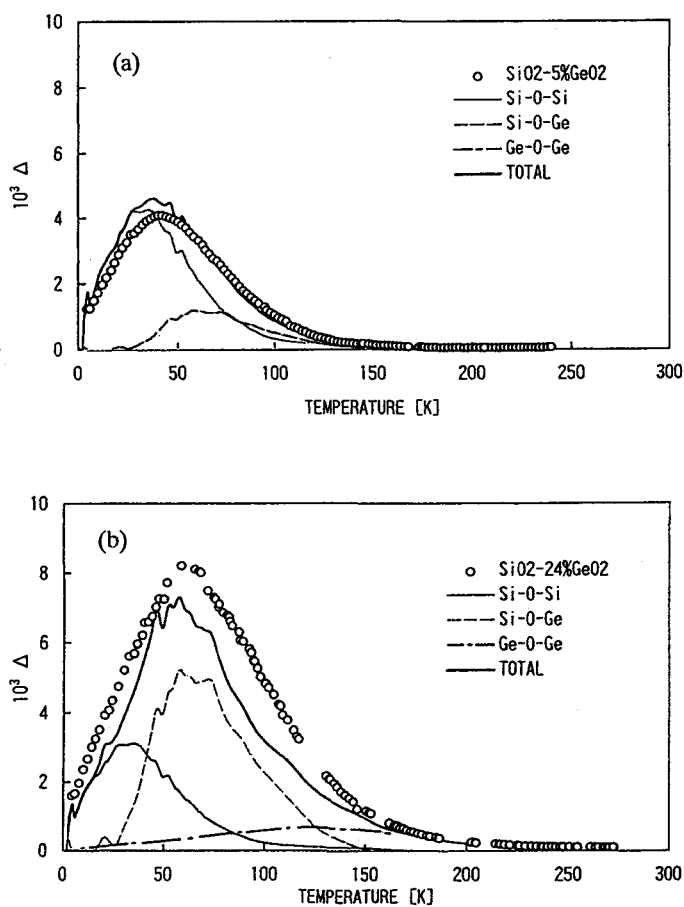 10
(a)
8
SiO2-5%GeO2
Si-O-Si
Si-O-Ge
6
Ge-O-Ge
TOTAL
10³ Δ
4
2
0
0 50 100 150 200 250 300
TEMPERATURE [K]
10
(b)
8
SiO2-24%GeO2
Si-O-Si
Si-O-Ge
6
Ge-O-Ge
TOTAL
10³ Δ
4
2
0
0 50 100 150 200 250 300
TEMPERATURE [K]